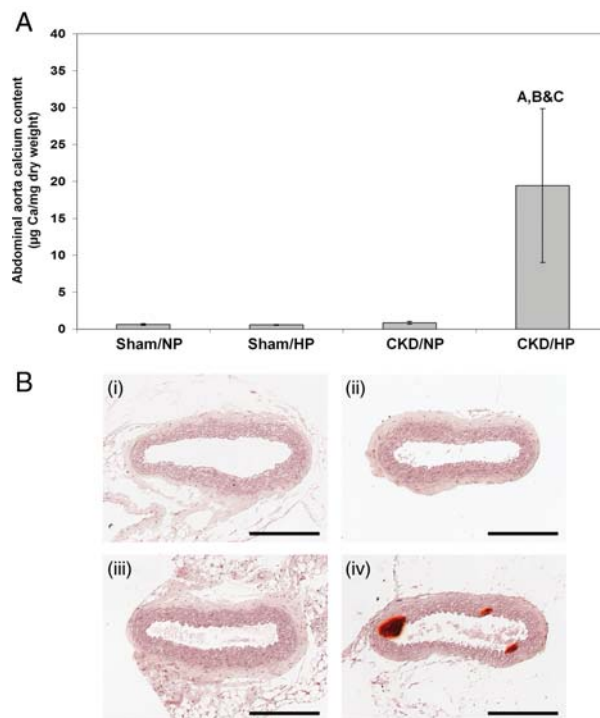 A
Abdominal aorta calcium content
(µg Ca/mg dry weight)
40
35
30
25
20
15
10
5
0
A,B&C
Sham/NP Sham/HP CKD/NP CKD/HP
B
(i) (ii)
(iii) (iv)